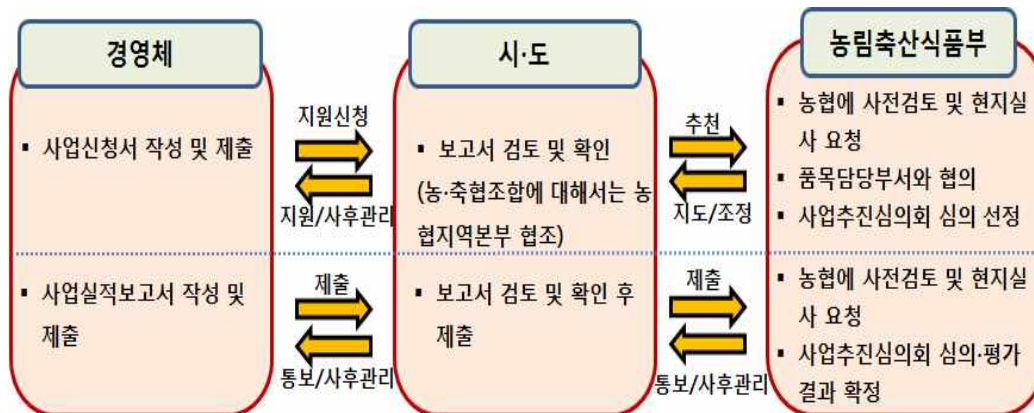 경영체
시·도
농림축산식품부
▪ 사업신청서 작성 및 제출
지원신청
지원/사후관리
▪ 보고서 검토 및 확인
(농·축협조합에 대해서는 농
협지역본부 협조)
추천
지도/조정
▪ 농협에 사전검토 및 현지실
사 요청
▪ 품목담당부서와 협의
▪ 사업추진심의회 심의 선정
▪ 사업실적보고서 작성 및
제출
제출
통보/사후관리
▪ 보고서 검토 및 확인 후
제출
제출
통보/사후관리
▪ 농협에 사전검토 및 현지실
사 요청
▪ 사업추진심의회 심의·평가
결과 확정